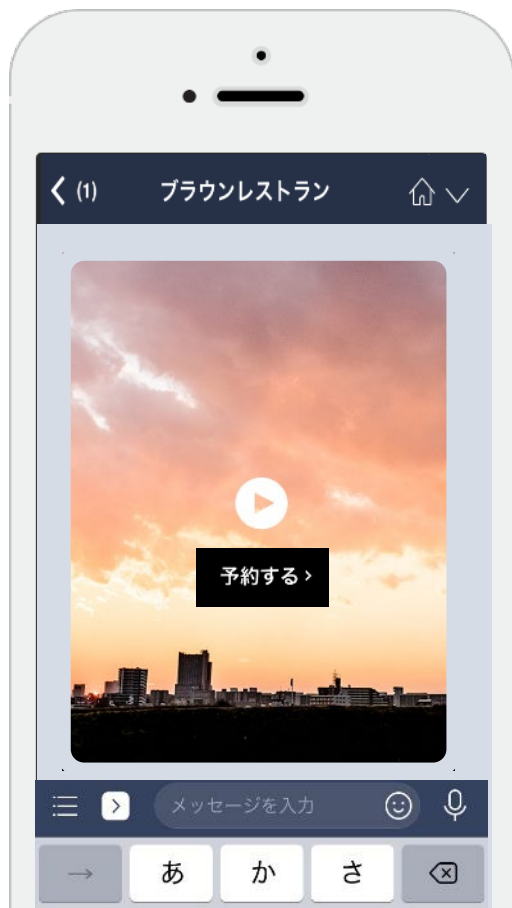 (1) ブラウンレストラン
予約する >
メッセージを入力
→ あ か さ